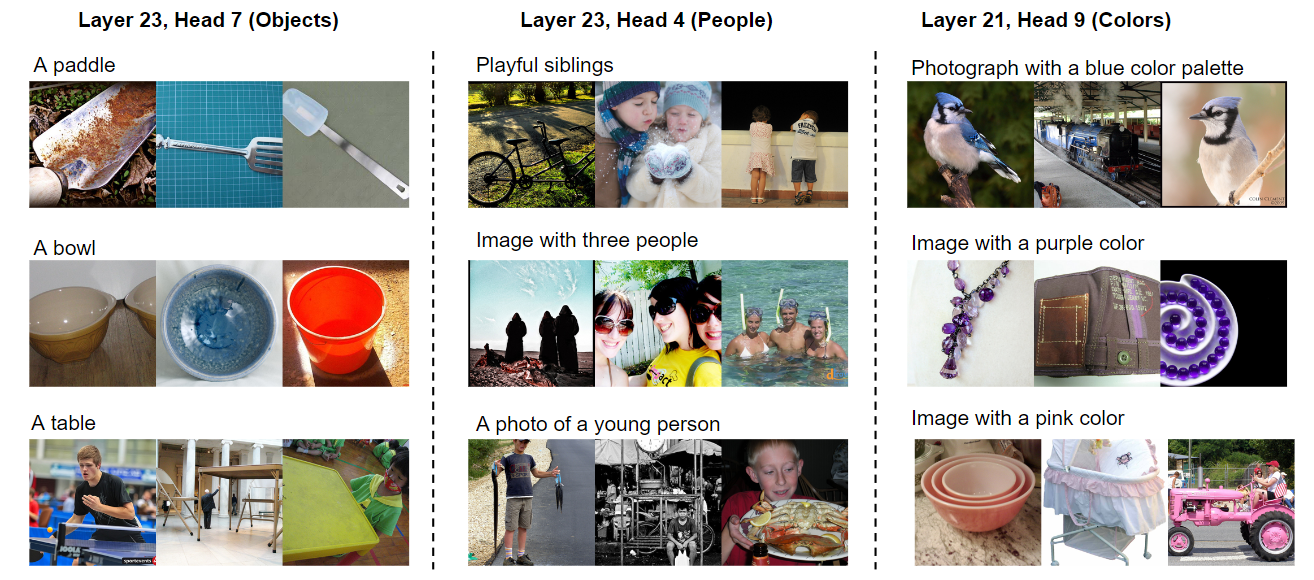 Layer 23, Head 7 (Objects)
A paddle
A bowl
A table
JOOLA
Layer 23, Head 4 (People)
Playful siblings
Image with three people
A photo of a young person
Layer 21, Head 9 (Colors)
Photograph with a blue color palette
Image with a purple color
Image with a pink color